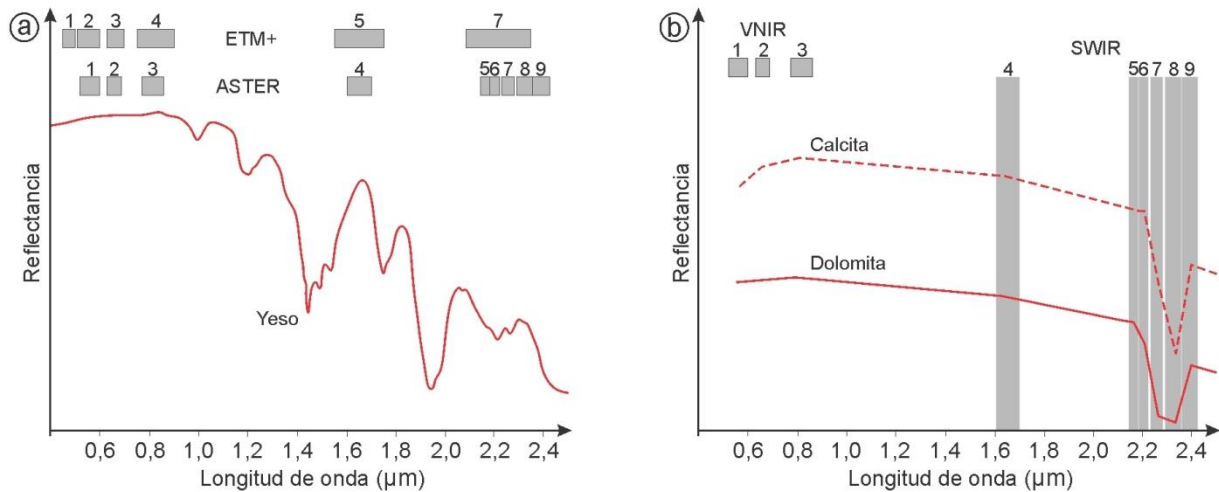 a
1 2 3 4 5 7
ETM+
1 2 3 4 5 6 7 8 9
ASTER
Reflectancia
Yeso
0,6 0,8 1,0 1,2 1,4 1,6 1,8 2,0 2,2 2,4
Longitud de onda (µm)
b
VNIR
1 2 3
SWIR
4 5 6 7 8 9
Calcita
Dolomita
Reflectancia
0,6 0,8 1,0 1,2 1,4 1,6 1,8 2,0 2,2 2,4
Longitud de onda (µm)